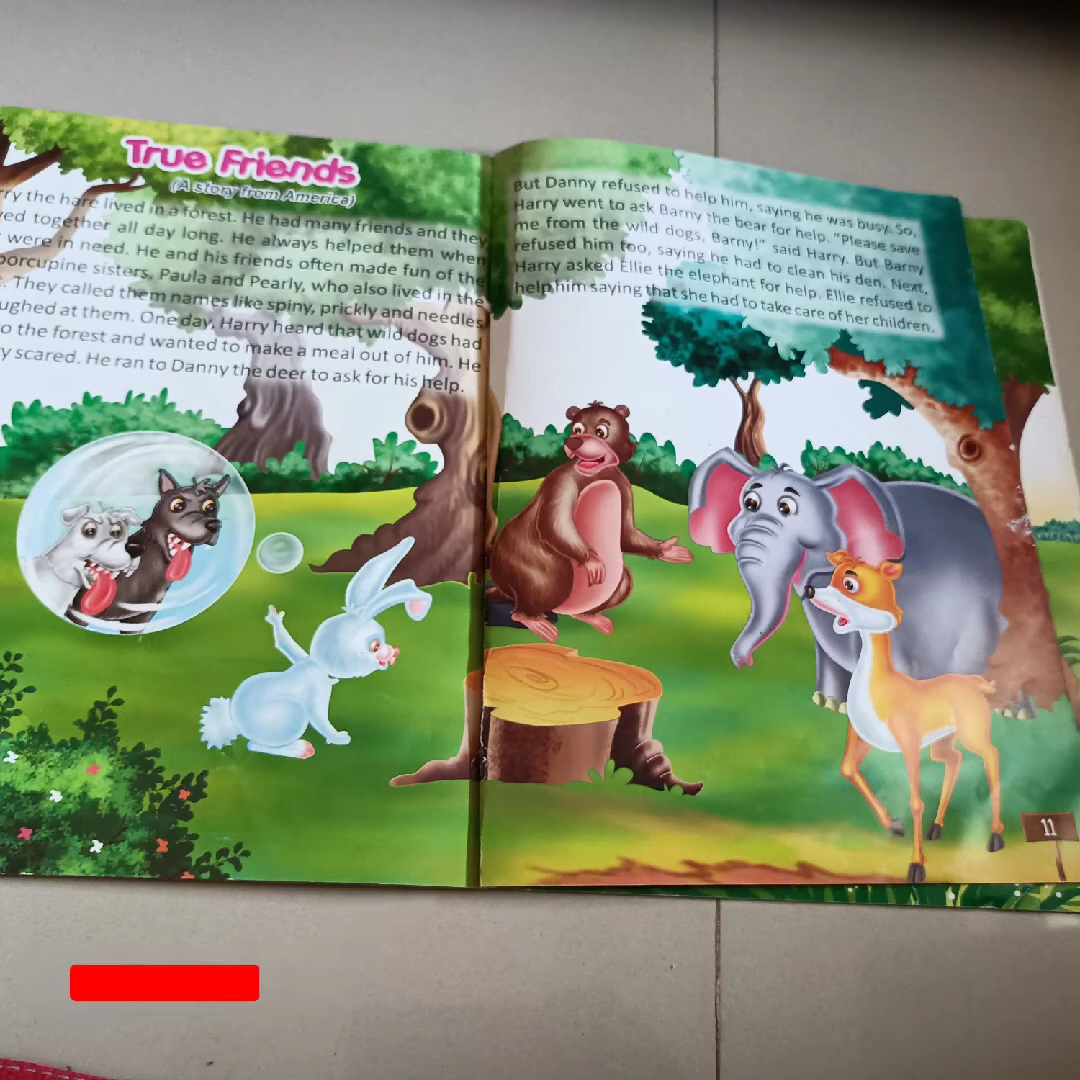 True Friends
(A story from America)
rry the hare lived in a forest. He had many friends and they
yed together all day long. He always helped them when
were in need. He and his friends often made fun of the
porcupine sisters, Paula and Pearly, who also lived in the
They called them names like spiny, prickly and needles
ughed at them. One day, Harry heard that wild dogs had
o the forest and wanted to make a meal out of him. He
y scared. He ran to Danny the deer to ask for his help.
But Danny refused to help him, saying he was busy. So,
Harry went to ask Barny the bear for help. "Please save
me from the wild dogs, Barny!" said Harry. But Barny
refused him too, saying he had to clean his den. Next,
Harry asked Ellie the elephant for help. Ellie refused to
help him saying that she had to take care of her children.
11